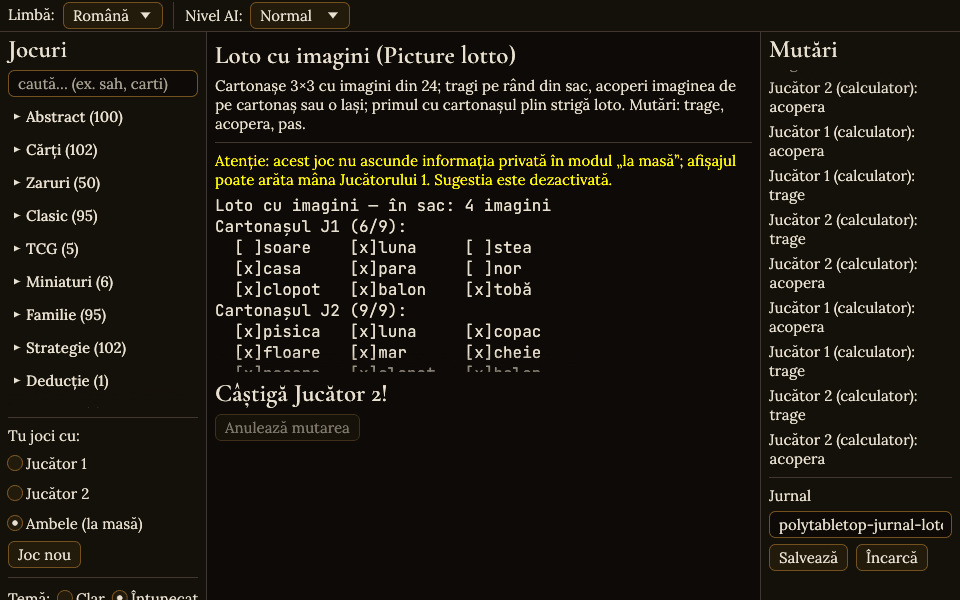 Limbă: Română ▼ Nivel AI: Normal ▼
Jocuri
caută... (ex. sah, carti)
▸ Abstract (100)
▸ Cărți (102)
▸ Zaruri (50)
▸ Clasic (95)
▸ TCG (5)
▸ Miniaturi (6)
▸ Familie (95)
▸ Strategie (102)
▸ Deducție (1)
Tu joci cu:
Jucător 1
Jucător 2
Ambele (la masă)
Joc nou
Temă: Clar Întunecat
Loto cu imagini (Picture lotto)
Cartonașe 3×3 cu imagini din 24; tragi pe rând din sac, acoperi imaginea de
pe cartonaș sau o lași; primul cu cartonașul plin strigă loto. Mutări: trage,
acopera, pas.
Atenție: acest joc nu ascunde informația privată în modul „la masă”; afișajul
poate arăta mâna Jucătorului 1. Sugestia este dezactivată.
Loto cu imagini — în sac: 4 imagini
Cartonașul J1 (6/9):
[ ]soare [x]luna [ ]stea
[x]casa [x]para [ ]nor
[x]clopot [x]balon [x]tobă
Cartonașul J2 (9/9):
[x]pisica [x]luna [x]copac
[x]floare [x]mar [x]cheie
Câștigă Jucător 2!
Anulează mutarea
Mutări
Jucător 2 (calculator):
acopera
Jucător 1 (calculator):
acopera
Jucător 1 (calculator):
trage
Jucător 2 (calculator):
trage
Jucător 2 (calculator):
acopera
Jucător 1 (calculator):
acopera
Jucător 1 (calculator):
trage
Jucător 2 (calculator):
trage
Jucător 2 (calculator):
acopera
Jurnal
polytabletop-jurnal-lot
Salvează Încarcă